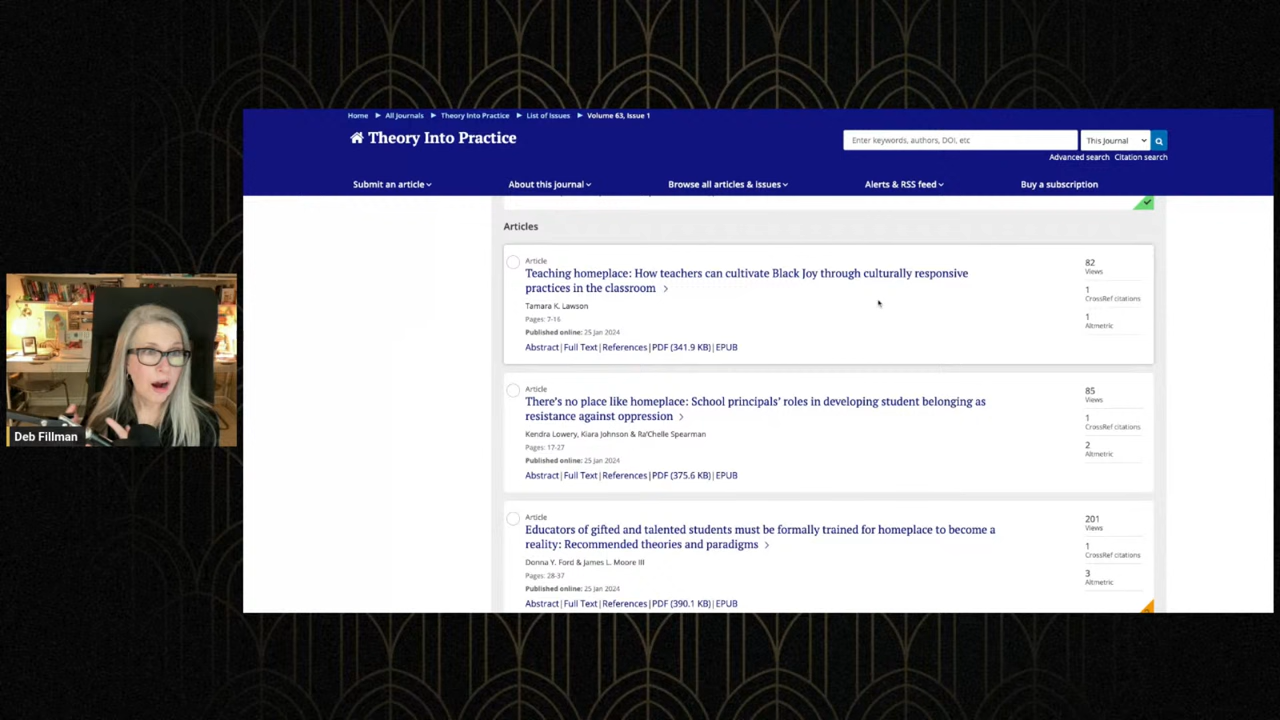 Home ▶ All Journals ▶ Theory Into Practice ▶ List of Issues ▶ Volume 63, Issue 1
Theory Into Practice
Enter keywords, authors, DOI, etc
This Journal
Advanced search Citation search
Submit an article
About this journal
Browse all articles & issues
Alerts & RSS feed
Buy a subscription
Articles
Article
Teaching homeplace: How teachers can cultivate Black Joy through culturally responsive
practices in the classroom
Tamara K. Lawson
Pages: 7-16
Published online: 25 Jan 2024
Abstract | Full Text | References | PDF (341.9 KB) | EPUB
82
Views
1
CrossRef citations
1
Altmetric
Article
There's no place like homeplace: School principals' roles in developing student belonging as
resistance against oppression
Kendra Lowery, Kiara Johnson & Ra'Chelle Spearman
Pages: 17-27
Published online: 25 Jan 2024
Abstract | Full Text | References | PDF (375.6 KB) | EPUB
85
Views
1
CrossRef citations
2
Altmetric
Article
Educators of gifted and talented students must be formally trained for homeplace to become a
reality: Recommended theories and paradigms
Donna Y. Ford & James L. Moore III
Pages: 28-37
Published online: 25 Jan 2024
Abstract | Full Text | References | PDF (390.1 KB) | EPUB
201
Views
1
CrossRef citations
3
Altmetric
Deb Fillman